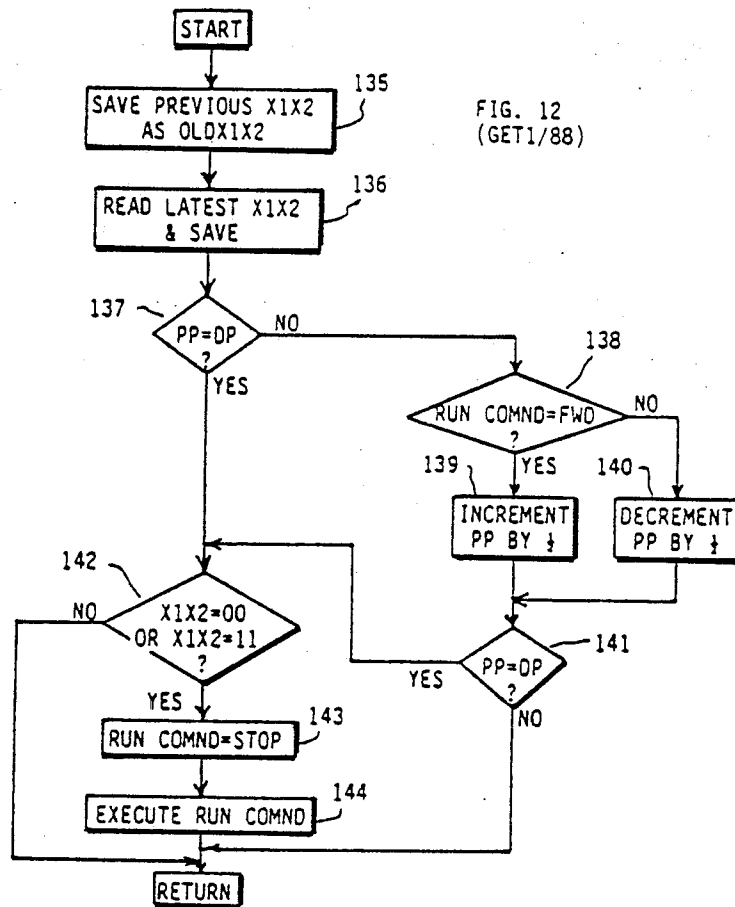 START
135
SAVE PREVIOUS X1X2
AS OLDX1X2
FIG. 12
(GET1/88)
136
READ LATEST X1X2
& SAVE
137
PP=DP
?
NO
YES
138
RUN COMND=FWD
?
NO
YES
139
INCREMENT
PP BY ½
140
DECREMENT
PP BY ½
142
NO
X1X2=00
OR X1X2=11
?
YES
141
PP=DP
?
YES
NO
143
RUN COMND=STOP
144
EXECUTE RUN COMND
RETURN